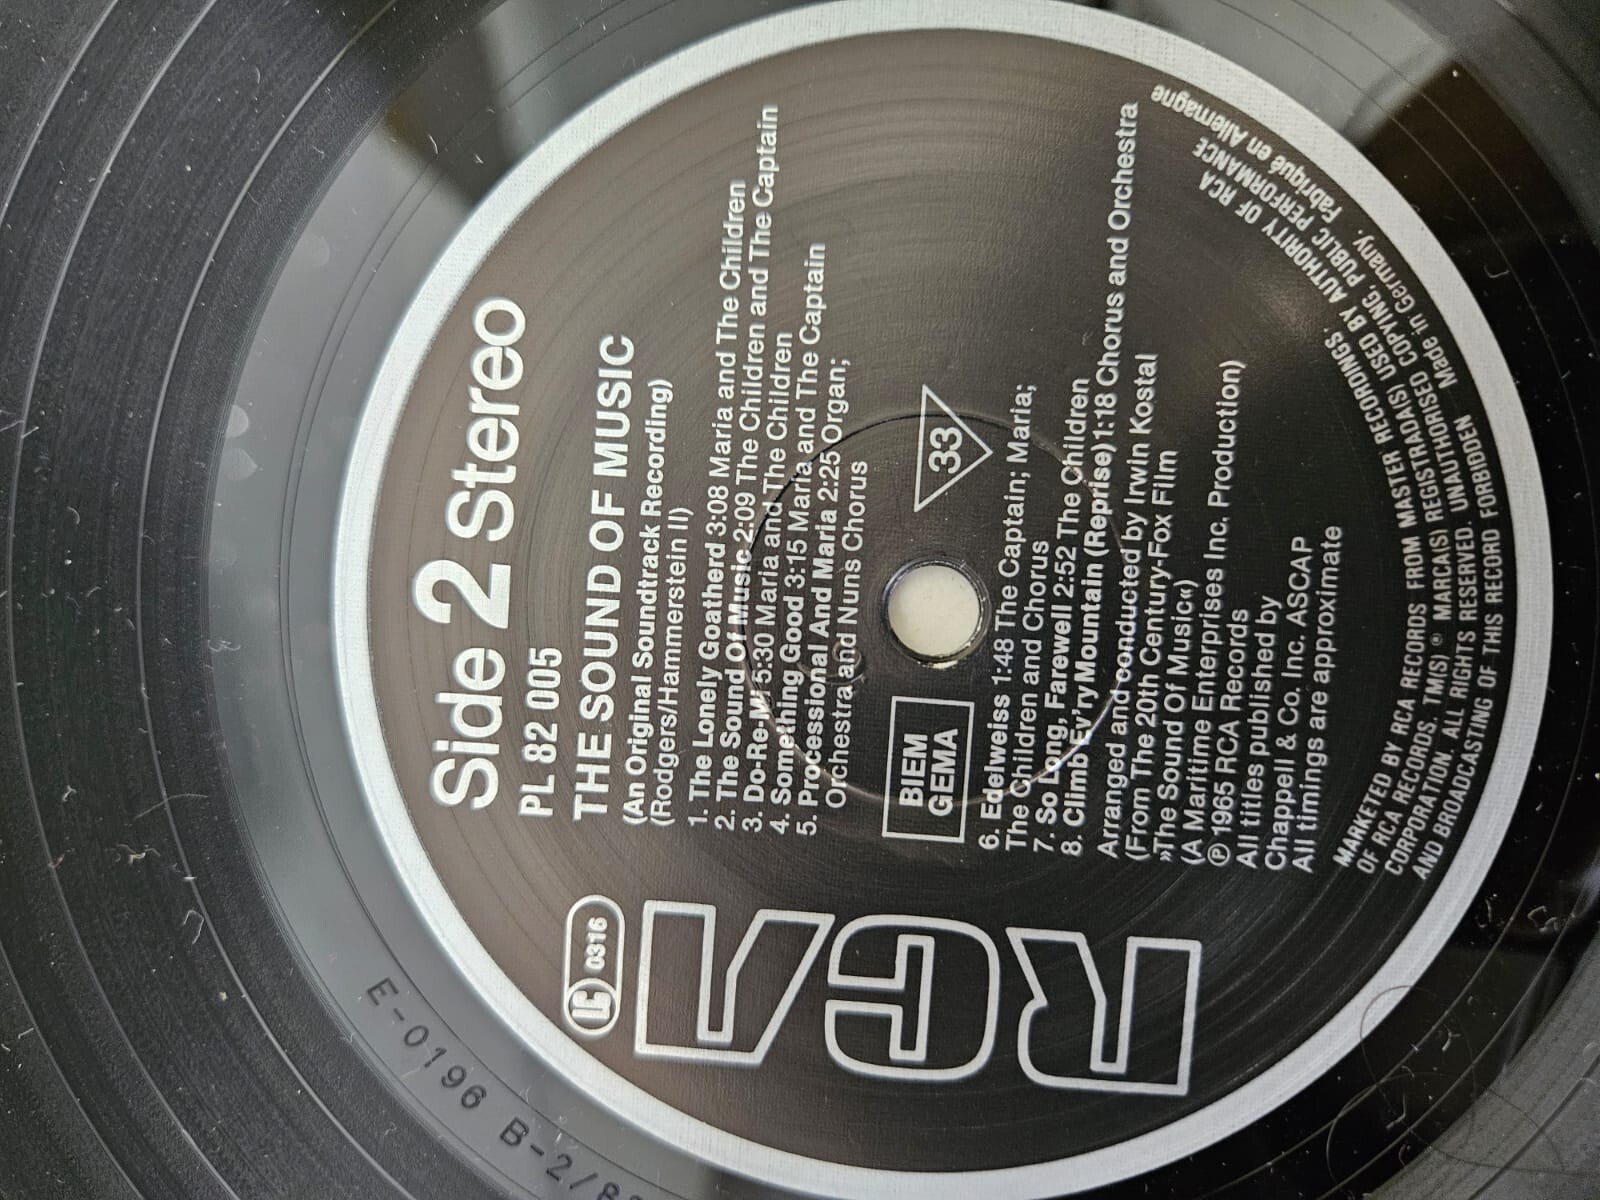 Side 2 Stereo
PL 82 005
LC 0316
RCA
THE SOUND OF MUSIC
(An Original Soundtrack Recording)
(Rodgers/Hammerstein II)
1. The Lonely Goatherd 3:08 Maria and The Children
2. The Sound Of Music 2:09 The Children and The Captain
3. Do-Re-Mi 5:30 Maria and The Children
4. Something Good 3:15 Maria and The Captain
5. Processional And Maria 2:25 Organ;
Orchestra and Nuns Chorus
BIEM
GEMA
33
6. Edelweiss 1:48 The Captain; Maria;
The Children and Chorus
7. So Long, Farewell 2:52 The Children
8. Climb Ev'ry Mountain (Reprise) 1:18 Chorus and Orchestra
Arranged and conducted by Irwin Kostal
(From The 20th Century-Fox Film
»The Sound Of Music«)
(A Maritime Enterprises Inc. Production)
℗ 1965 RCA Records
All titles published by
Chappell & Co. Inc. ASCAP
All timings are approximate
MARKETED BY RCA RECORDS FROM MASTER RECORDINGS USED BY AUTHORITY OF RCA
OF RCA RECORDS. TM(S) ® MARCA(S) REGISTRADA(S)
CORPORATION. ALL RIGHTS RESERVED. UNAUTHORISED COPYING, PUBLIC PERFORMANCE
AND BROADCASTING OF THIS RECORD FORBIDDEN Made in Germany. Fabriqué en Allemagne
E-0196 B-2/8